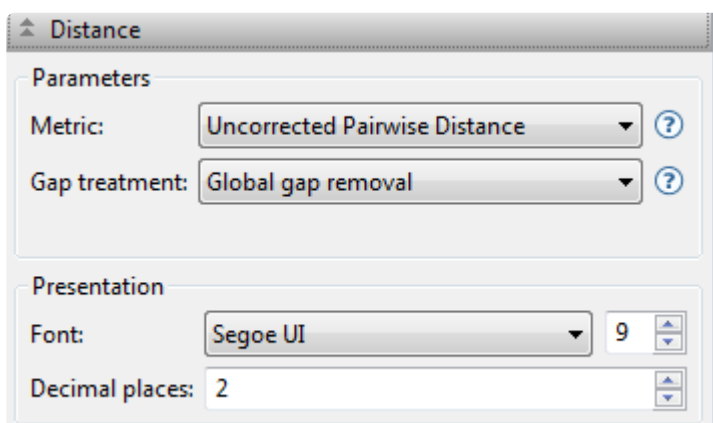 Distance
Parameters
Metric: Uncorrected Pairwise Distance ?
Gap treatment: Global gap removal ?
Presentation
Font: Segoe UI 9
Decimal places: 2